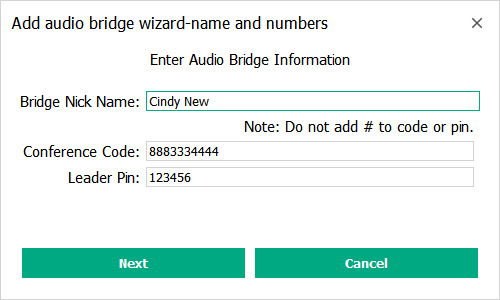 Add audio bridge wizard-name and numbers
Enter Audio Bridge Information
Bridge Nick Name: Cindy New
Note: Do not add # to code or pin.
Conference Code: 8883334444
Leader Pin: 123456
Next Cancel